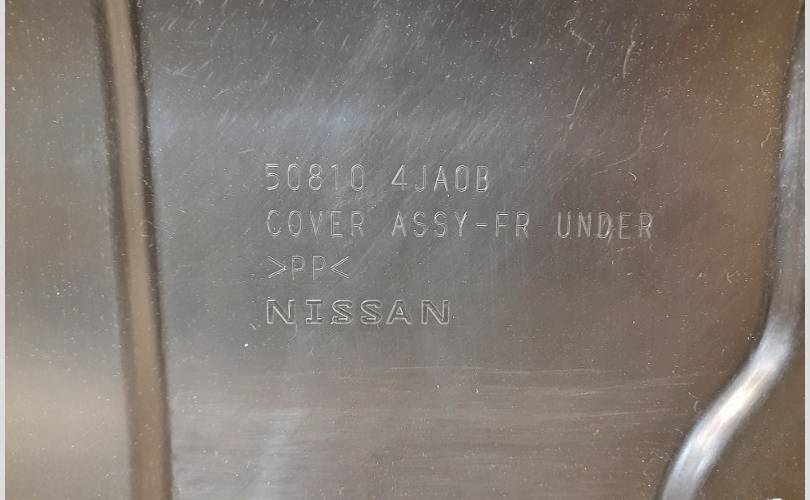 50810 4JA0B
COVER ASSY-FR UNDER
>PP<
NISSAN